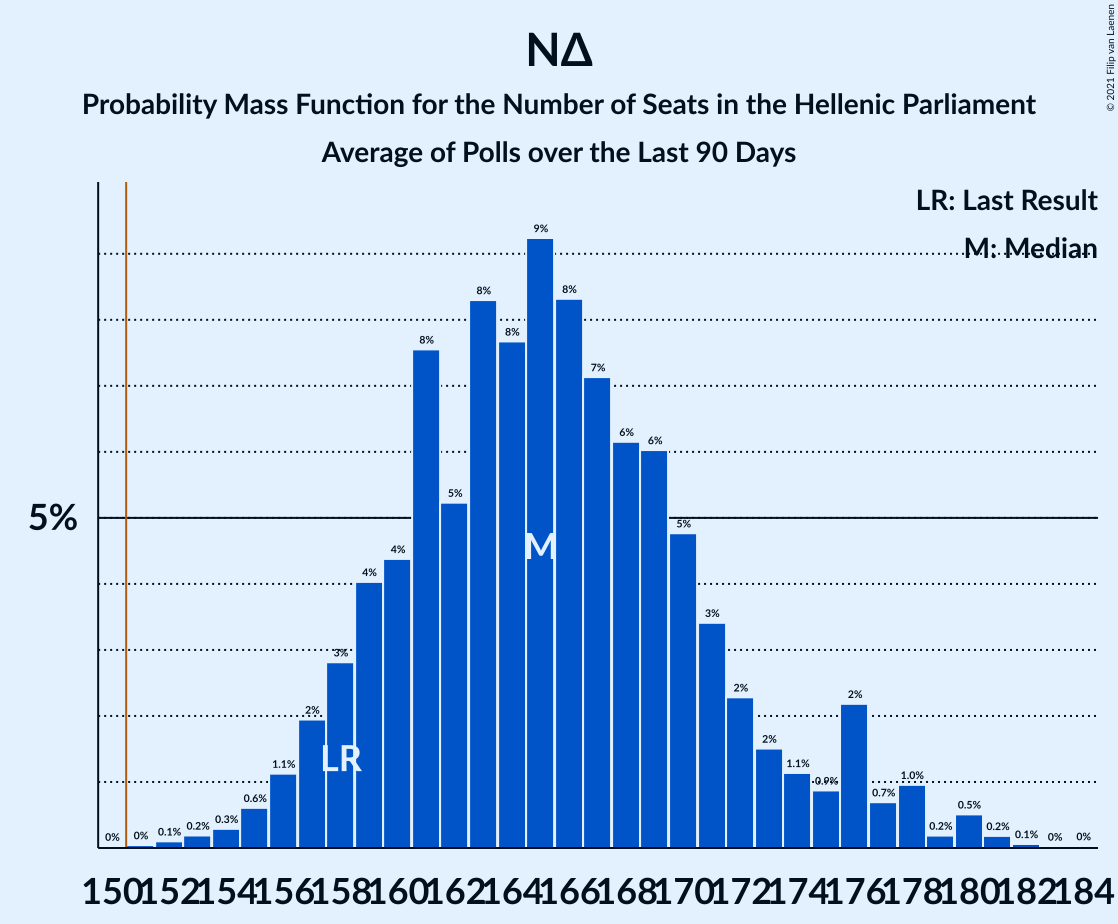 © 2021 Filip van Laenen
ΝΔ
Probability Mass Function for the Number of Seats in the Hellenic Parliament
Average of Polls over the Last 90 Days
LR: Last Result
M: Median
5%
0% 0% 0.1% 0.2% 0.3% 0.6% 1.1% 2% 3% 4% 4% 8% 5% 8% 8% 9% 8% 7% 6% 6% 5% 3% 2% 2% 1.1% 0.9% 2% 0.7% 1.0% 0.2% 0.5% 0.2% 0.1% 0% 0%
M
LR
150 152 154 156 158 160 162 164 166 168 170 172 174 176 178 180 182 184